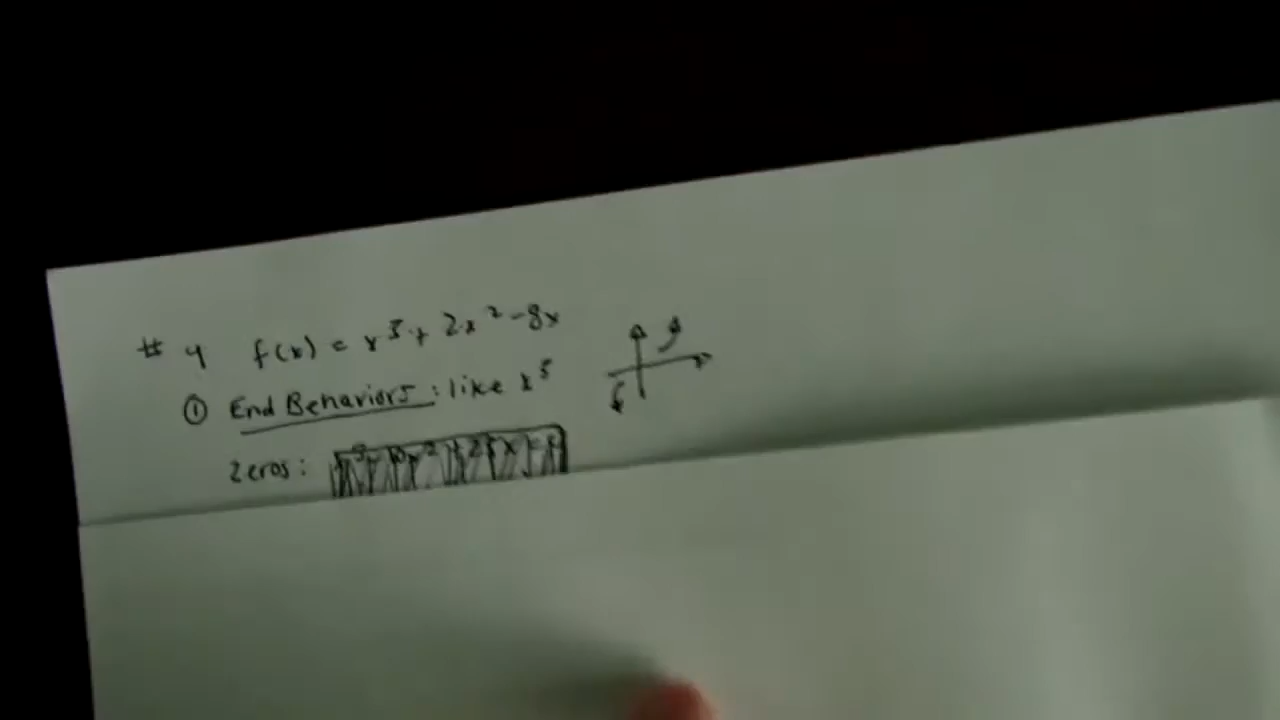 # 4 f(x) = x³ + 2x² - 8x
① End Behaviors: like x³
Zeros: